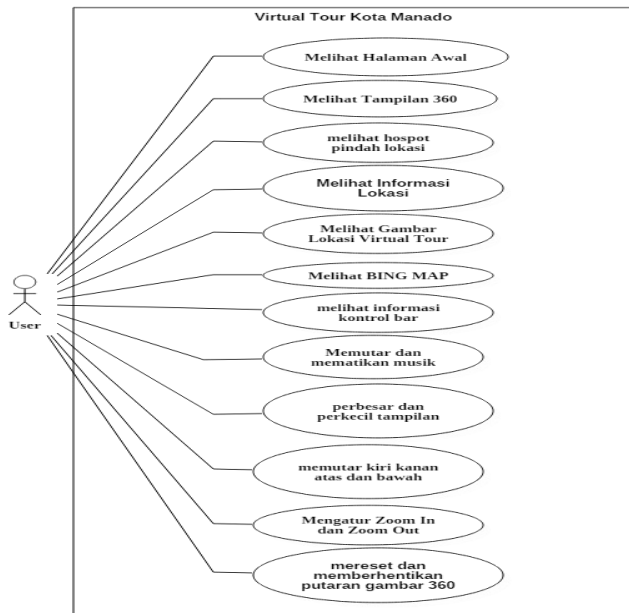 Virtual Tour Kota Manado
Melihat Halaman Awal
Melihat Tampilan 360
melihat hospot
pindah lokasi
Melihat Informasi
Lokasi
Melihat Gambar
Lokasi Virtual Tour
Melihat BING MAP
User
melihat informasi
kontrol bar
Memutar dan
mematikan musik
perbesar dan
perkecil tampilan
memutar kiri kanan
atas dan bawah
Mengatur Zoom In
dan Zoom Out
mereset dan
memberhentikan
putaran gambar 360